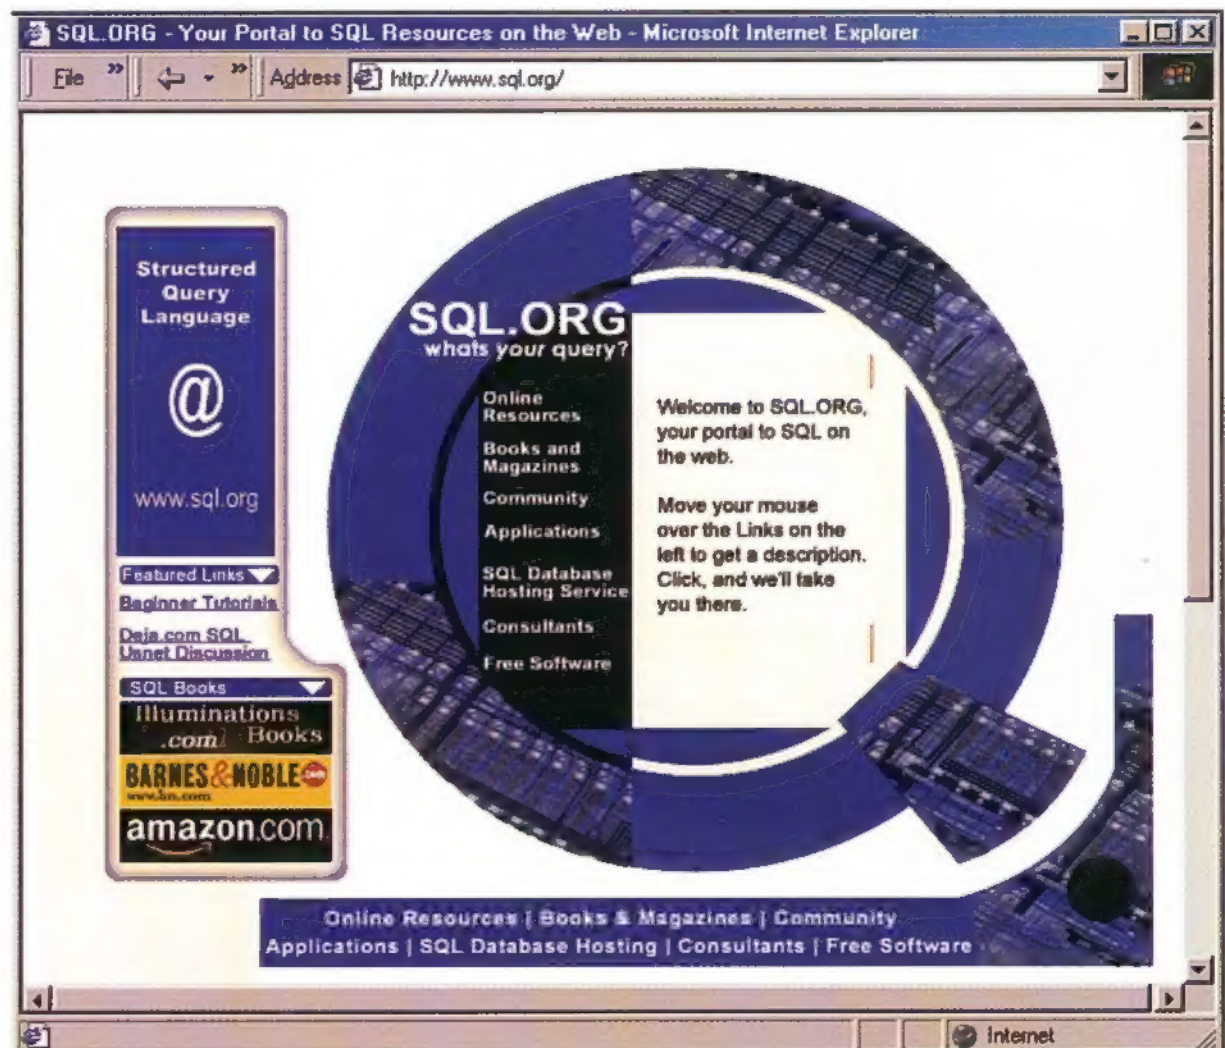 SQL.ORG - Your Portal to SQL Resources on the Web - Microsoft Internet Explorer
File » » Address http://www.sql.org/
Structured
Query
Language
@
www.sql.org
Featured Links
Beginner Tutorials
Deja.com SQL
Usnet Discussion
SQL Books
Illuminations
.com Books
BARNES & NOBLE
www.bn.com
amazon.com
SQL.ORG
whats your query?
Online
Resources
Books and
Magazines
Community
Applications
SQL Database
Hosting Service
Consultants
Free Software
Welcome to SQL.ORG,
your portal to SQL on
the web.
Move your mouse
over the Links on the
left to get a description.
Click, and we'll take
you there.
Online Resources | Books & Magazines | Community
Applications | SQL Database Hosting | Consultants | Free Software
Internet